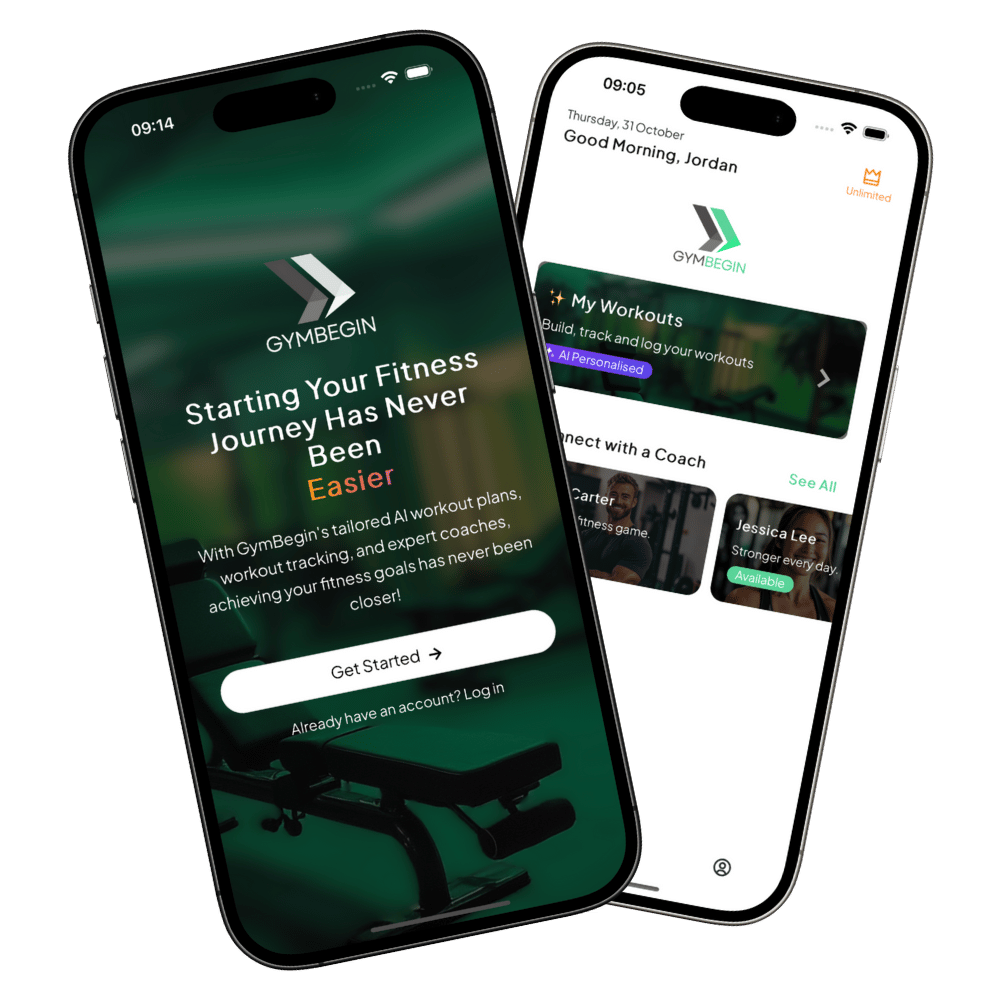 09:14
GYMBEGIN
Starting Your Fitness
Journey Has Never
Been
Easier
With GymBegin's tailored AI workout plans,
workout tracking, and expert coaches,
achieving your fitness goals has never been
closer!
Get Started →
Already have an account? Log in
09:05
Thursday, 31 October
Good Morning, Jordan
Unlimited
GYMBEGIN
✨ My Workouts
Build, track and log your workouts
AI Personalised
nnect with a Coach
See All
Carter
fitness game.
Jessica Lee
Stronger every day.
Available